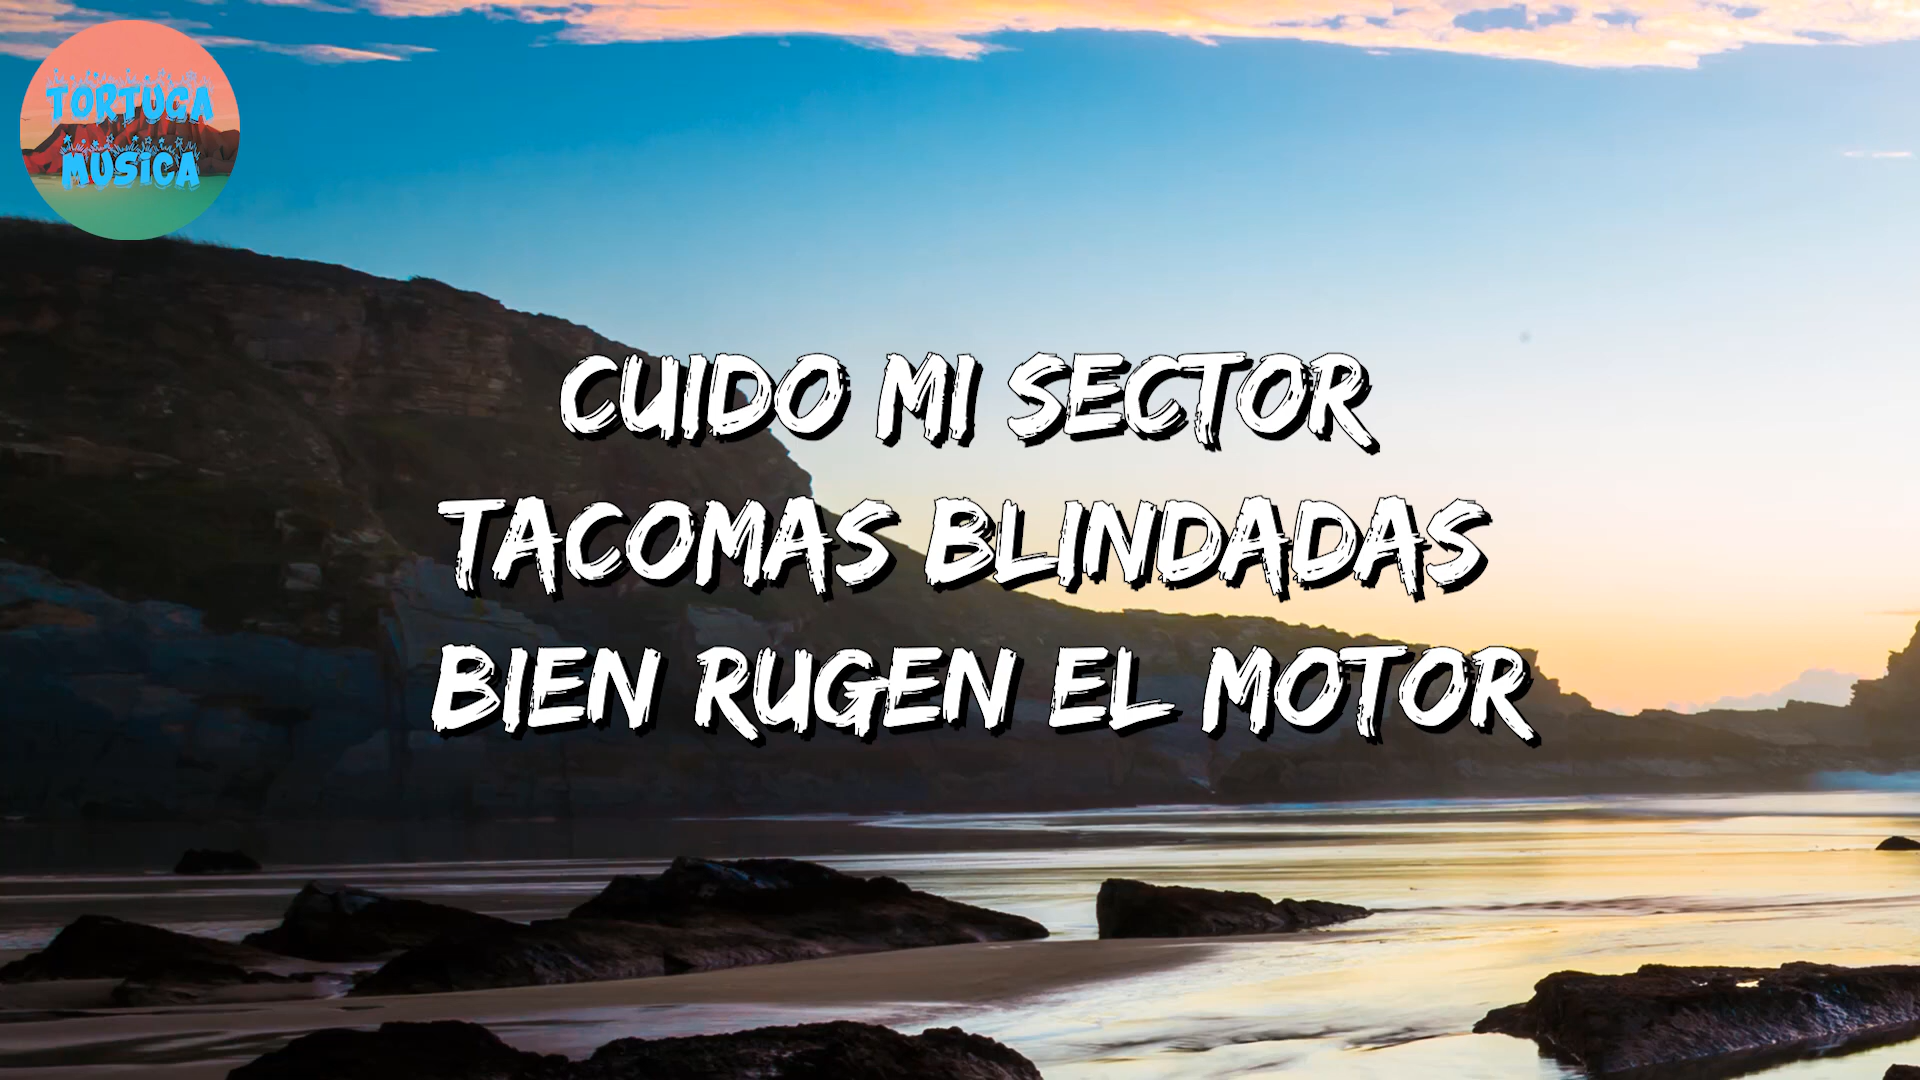 TORTUGA
MUSICA
CUIDO MI SECTOR
TACOMAS BLINDADAS
BIEN RUGEN EL MOTOR